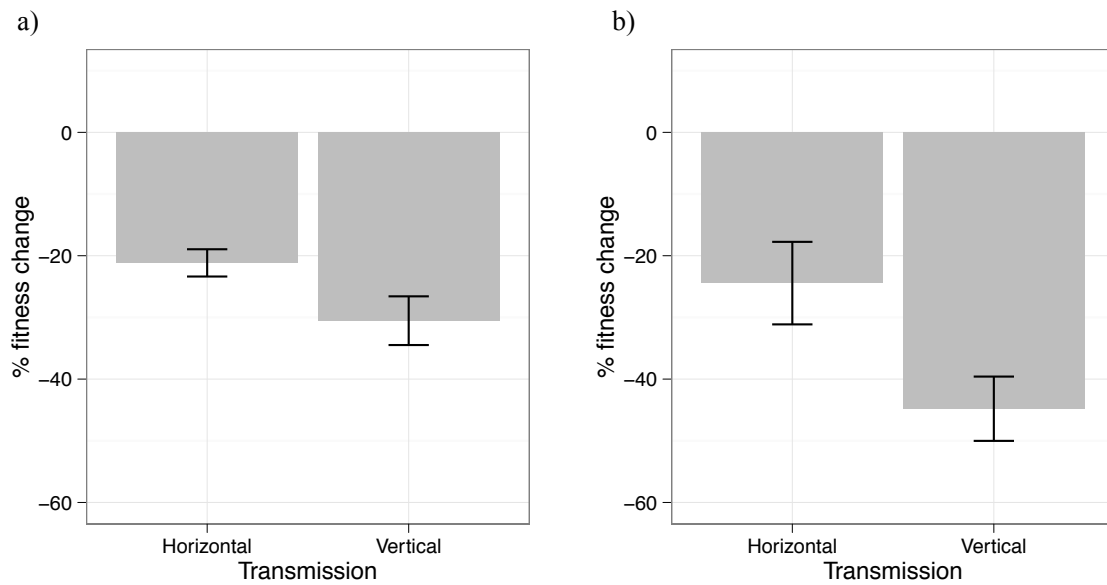 a)
% fitness change
0
−20
−40
−60
Horizontal Vertical
Transmission
b)
% fitness change
0
−20
−40
−60
Horizontal Vertical
Transmission